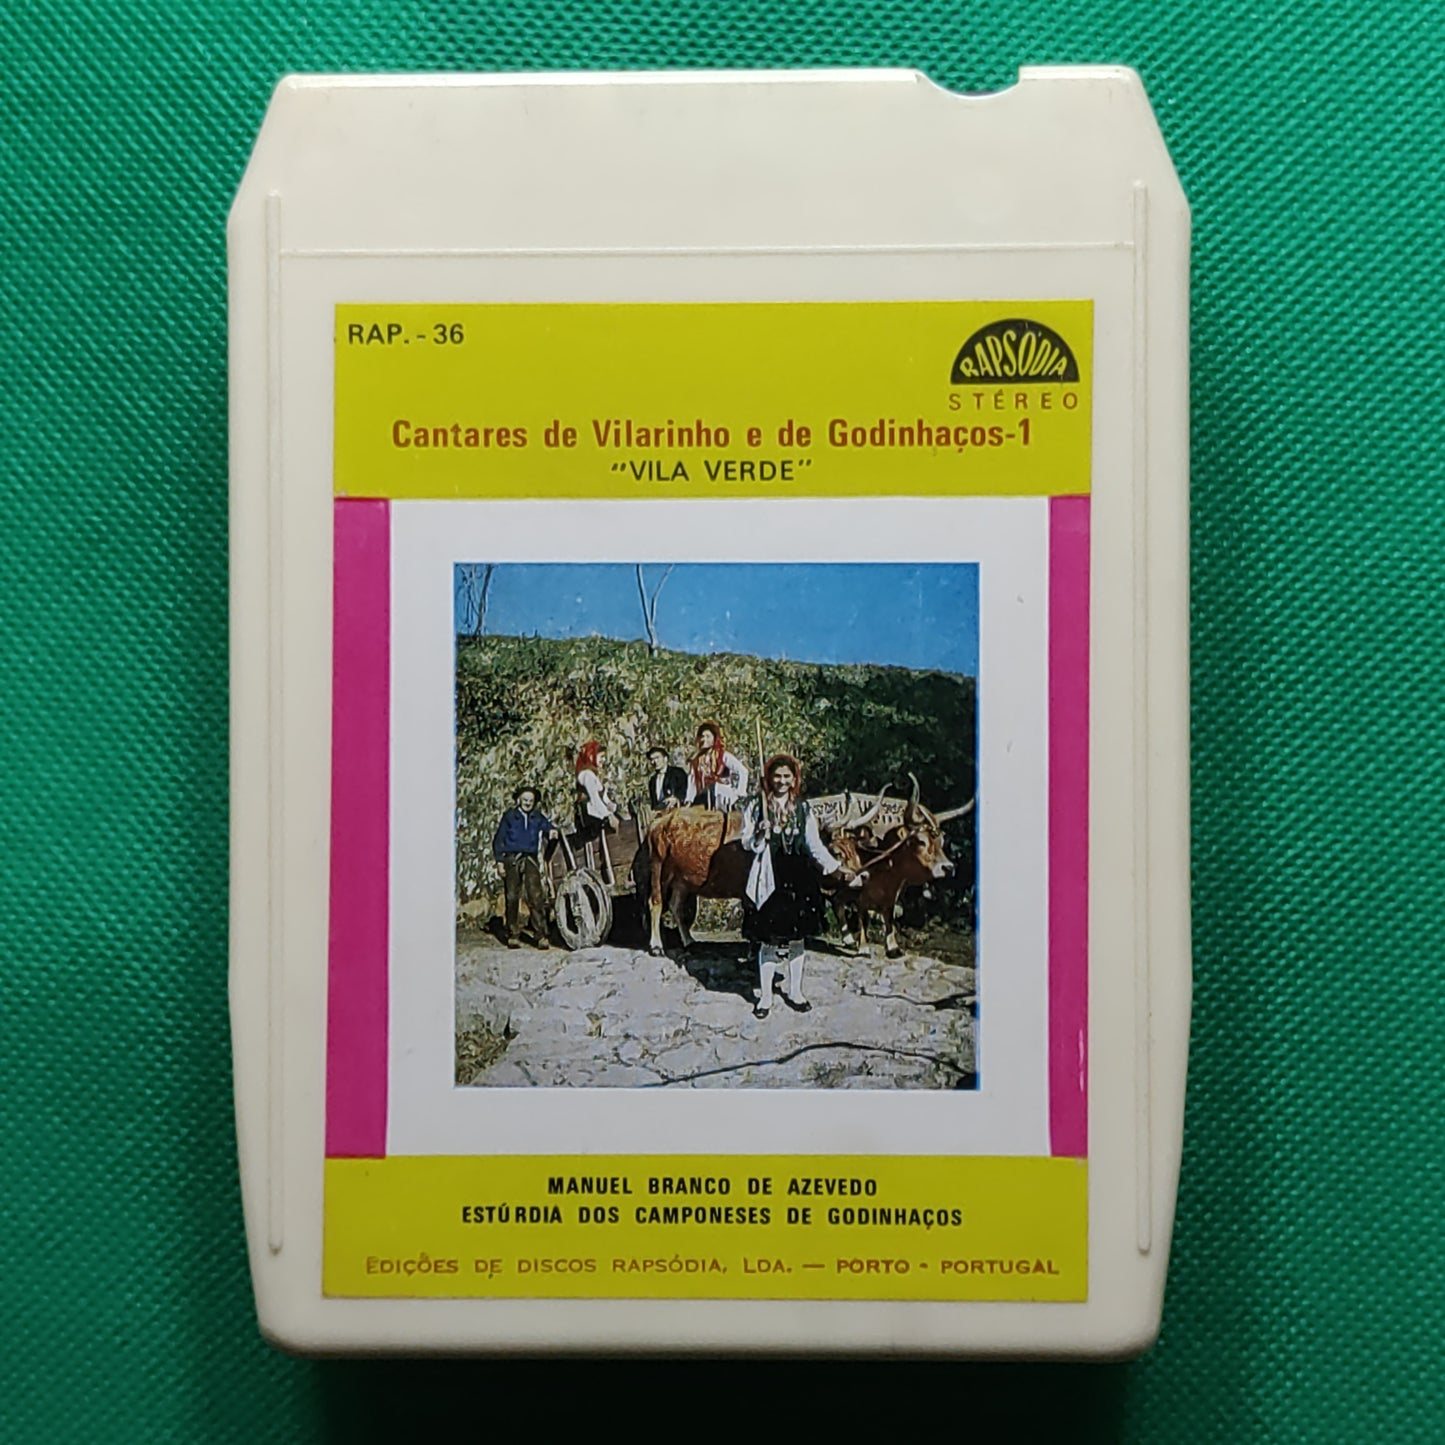 RAP. - 36
RAPSÓDIA
STÉREO
Cantares de Vilarinho e de Godinhaços-1
"VILA VERDE"
MANUEL BRANCO DE AZEVEDO
ESTÚRDIA DOS CAMPONESES DE GODINHAÇOS
EDIÇÕES DE DISCOS RAPSÓDIA, LDA. — PORTO - PORTUGAL